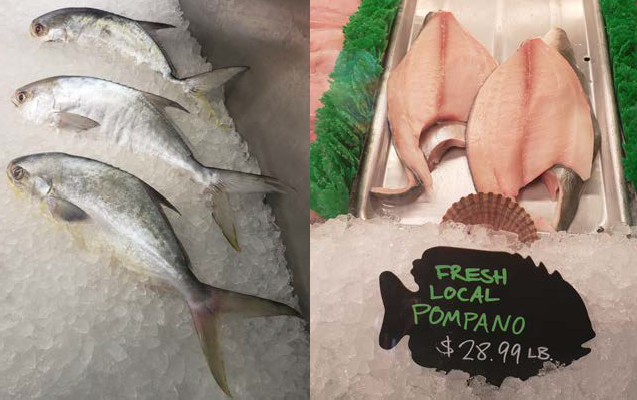 FRESH
LOCAL
POMPANO
$28.99 LB.